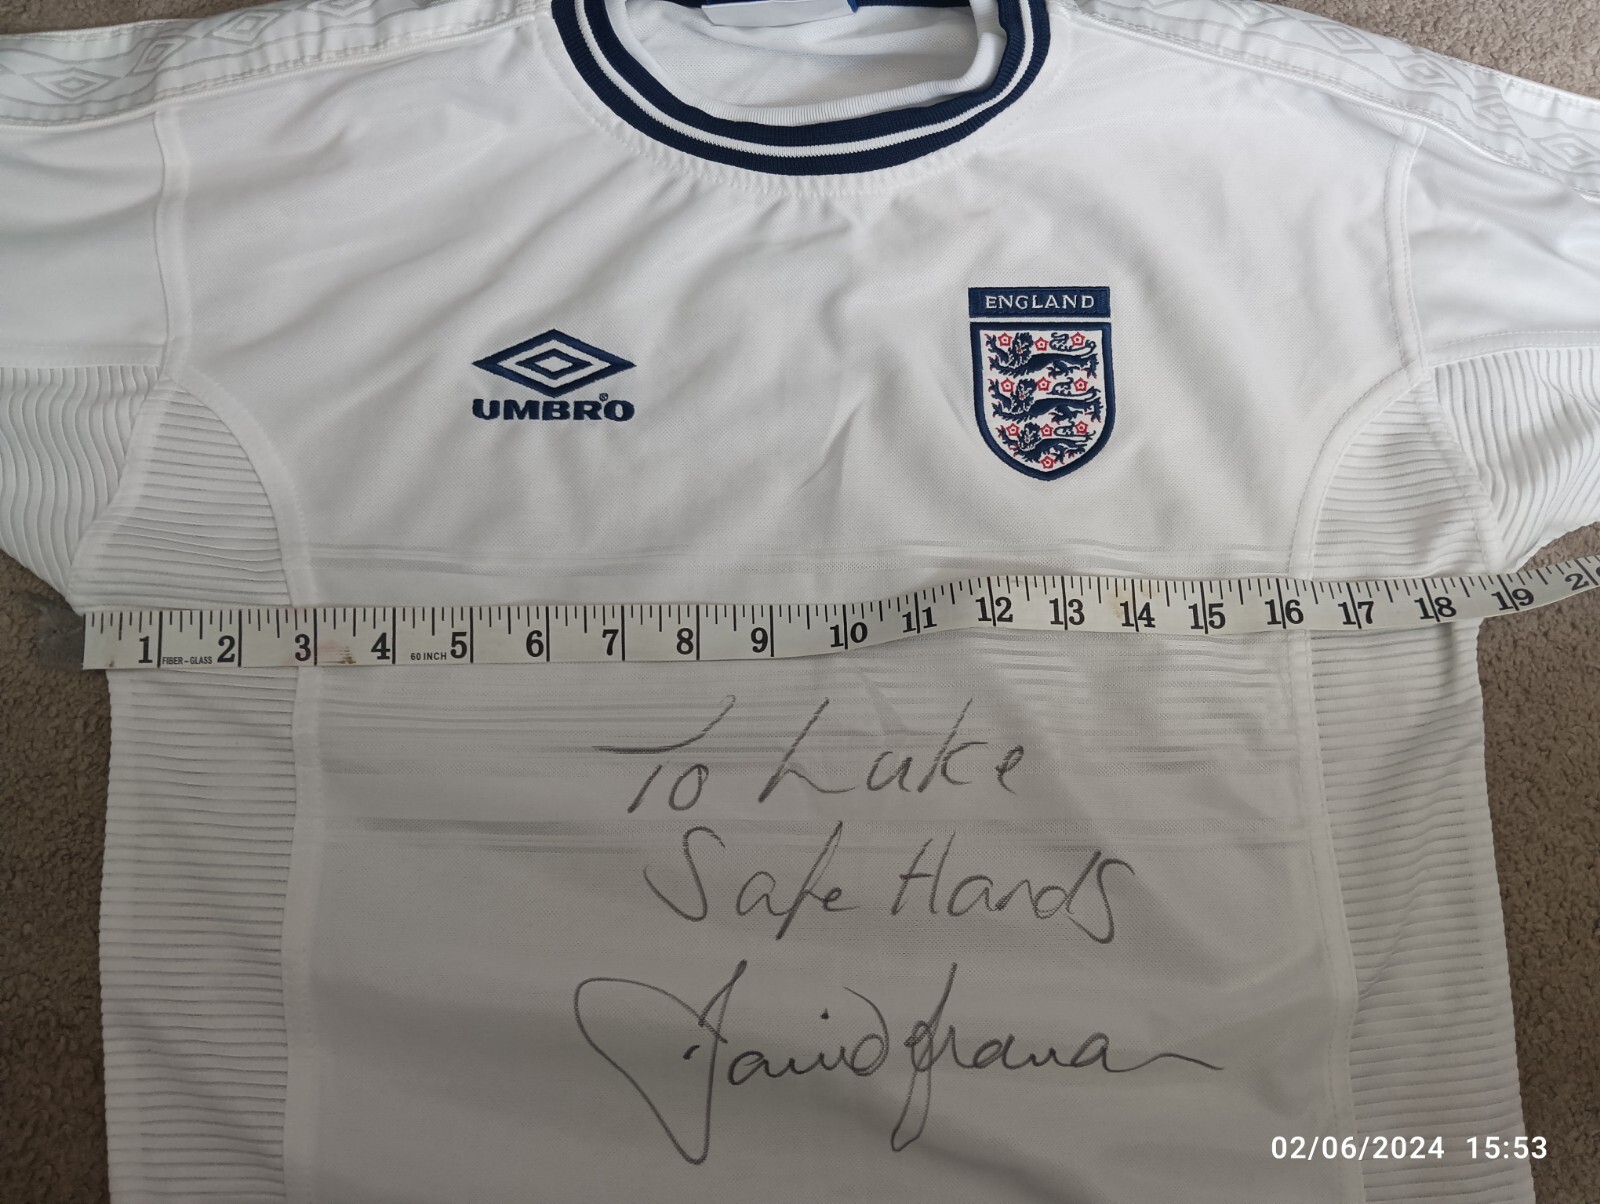 ENGLAND
UMBRO®
1 FIBER-GLASS 2 3 4 60 INCH 5 6 7 8 9 10 11 12 13 14 15 16 17 18 19
To Luke
Safe Hands
David
02/06/2024 15:53